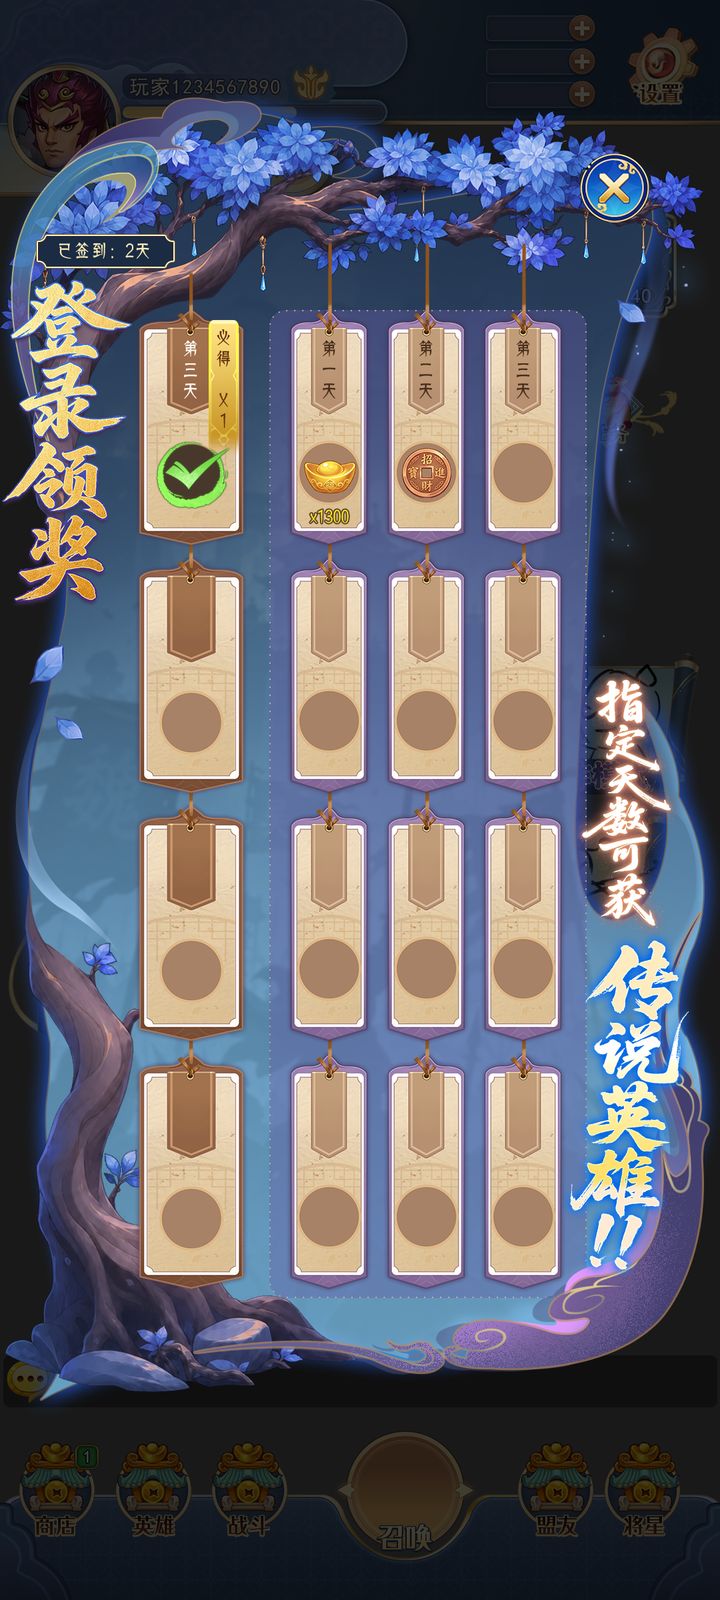 玩家1234567890
设置
已签到：2天
登录领奖
第三天
必得 X1
第一天
第二天
第三天
招進財寶
x1300
40
指定天数可获
传说英雄!!
1
商店
英雄
战斗
召唤
盟友
将星